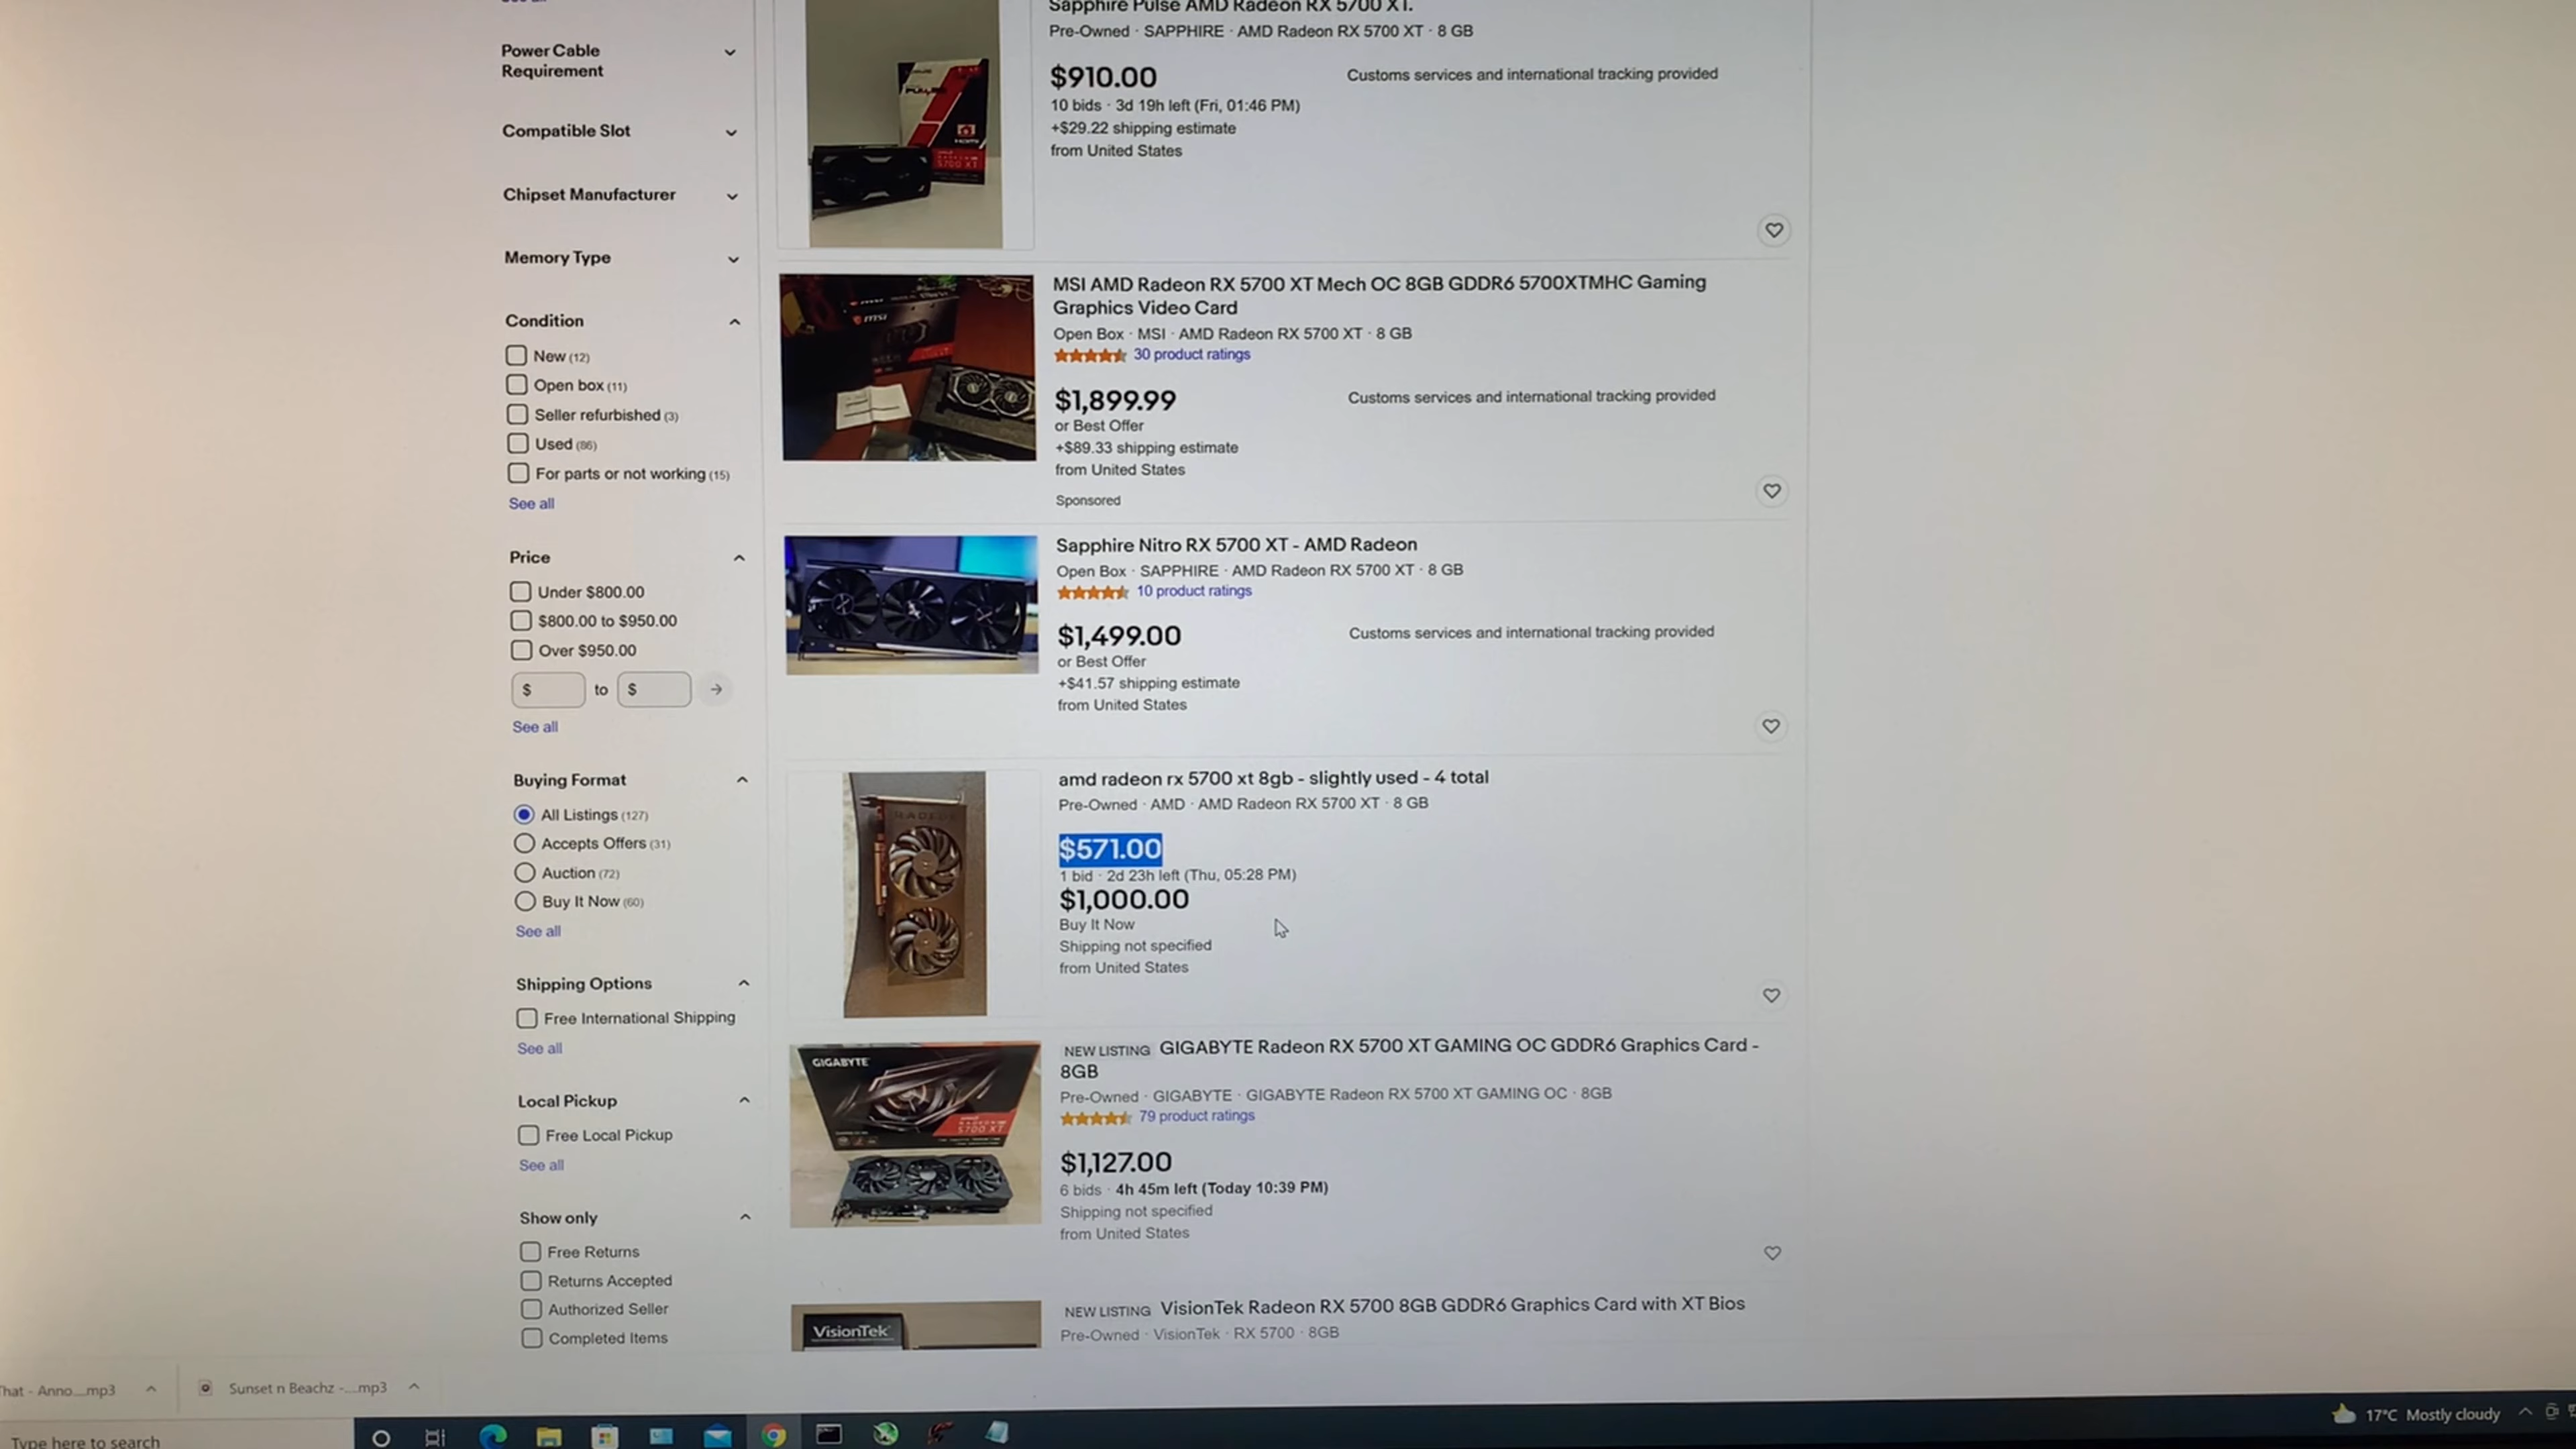 Power Cable
Requirement
Compatible Slot
Chipset Manufacturer
Memory Type
Condition
New (12)
Open box (11)
Seller refurbished (3)
Used (86)
For parts or not working (15)
See all
Price
Under $800.00
$800.00 to $950.00
Over $950.00
$ to $
See all
Buying Format
All Listings (127)
Accepts Offers (31)
Auction (72)
Buy It Now (60)
See all
Shipping Options
Free International Shipping
See all
Local Pickup
Free Local Pickup
See all
Show only
Free Returns
Returns Accepted
Authorized Seller
Completed Items
Sapphire Pulse AMD Radeon RX 5700 XT.
Pre-Owned · SAPPHIRE · AMD Radeon RX 5700 XT · 8 GB
$910.00
Customs services and international tracking provided
10 bids · 3d 19h left (Fri, 01:46 PM)
+$29.22 shipping estimate
from United States
MSI AMD Radeon RX 5700 XT Mech OC 8GB GDDR6 5700XTMHC Gaming
Graphics Video Card
Open Box · MSI · AMD Radeon RX 5700 XT · 8 GB
30 product ratings
$1,899.99
Customs services and international tracking provided
or Best Offer
+$89.33 shipping estimate
from United States
Sponsored
Sapphire Nitro RX 5700 XT - AMD Radeon
Open Box · SAPPHIRE · AMD Radeon RX 5700 XT · 8 GB
10 product ratings
$1,499.00
Customs services and international tracking provided
or Best Offer
+$41.57 shipping estimate
from United States
RADEON
amd radeon rx 5700 xt 8gb - slightly used - 4 total
Pre-Owned · AMD · AMD Radeon RX 5700 XT · 8 GB
$571.00
1 bid · 2d 23h left (Thu, 05:28 PM)
$1,000.00
Buy It Now
Shipping not specified
from United States
GIGABYTE
5700 XT
NEW LISTING GIGABYTE Radeon RX 5700 XT GAMING OC GDDR6 Graphics Card -
8GB
Pre-Owned · GIGABYTE · GIGABYTE Radeon RX 5700 XT GAMING OC · 8GB
79 product ratings
$1,127.00
6 bids · 4h 45m left (Today 10:39 PM)
Shipping not specified
from United States
VisionTek
NEW LISTING VisionTek Radeon RX 5700 8GB GDDR6 Graphics Card with XT Bios
Pre-Owned · VisionTek · RX 5700 · 8GB
That - Anno....mp3
Sunset n Beachz -....mp3
Type here to search
17°C Mostly cloudy